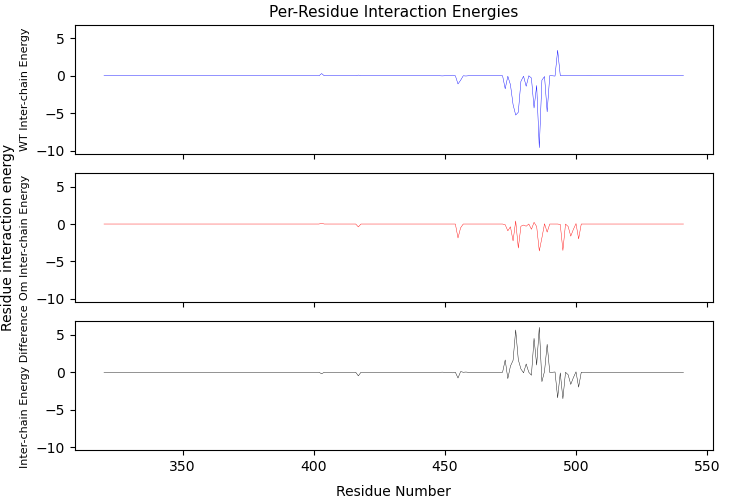 Per-Residue Interaction Energies
Residue interaction energy
WT Inter-chain Energy
5
0
−5
−10
Om Inter-chain Energy
5
0
−5
−10
Inter-chain Energy Difference
5
0
−5
−10
350
400
450
500
550
Residue Number